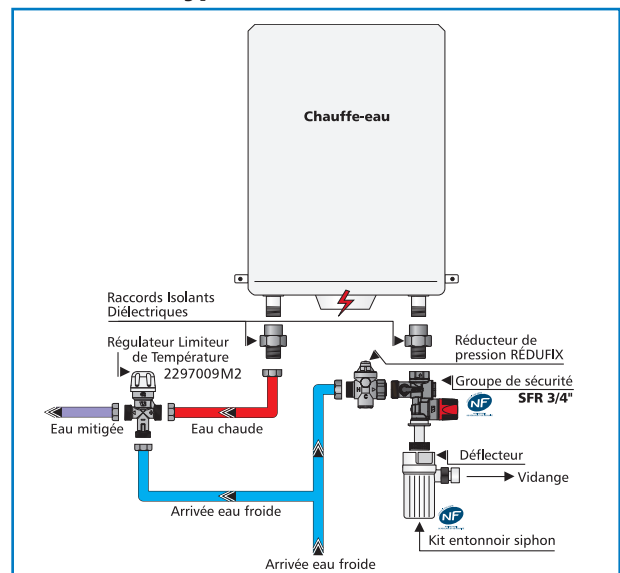 Chauffe-eau
Raccords Isolants
Diélectriques
Régulateur Limiteur
de Température
2297009M2
Réducteur de
pression RÉDUFIX
Groupe de sécurité
SFR 3/4"
NF
Eau mitigée
Eau chaude
Déflecteur
Vidange
Arrivée eau froide
NF
Kit entonnoir siphon
Arrivée eau froide